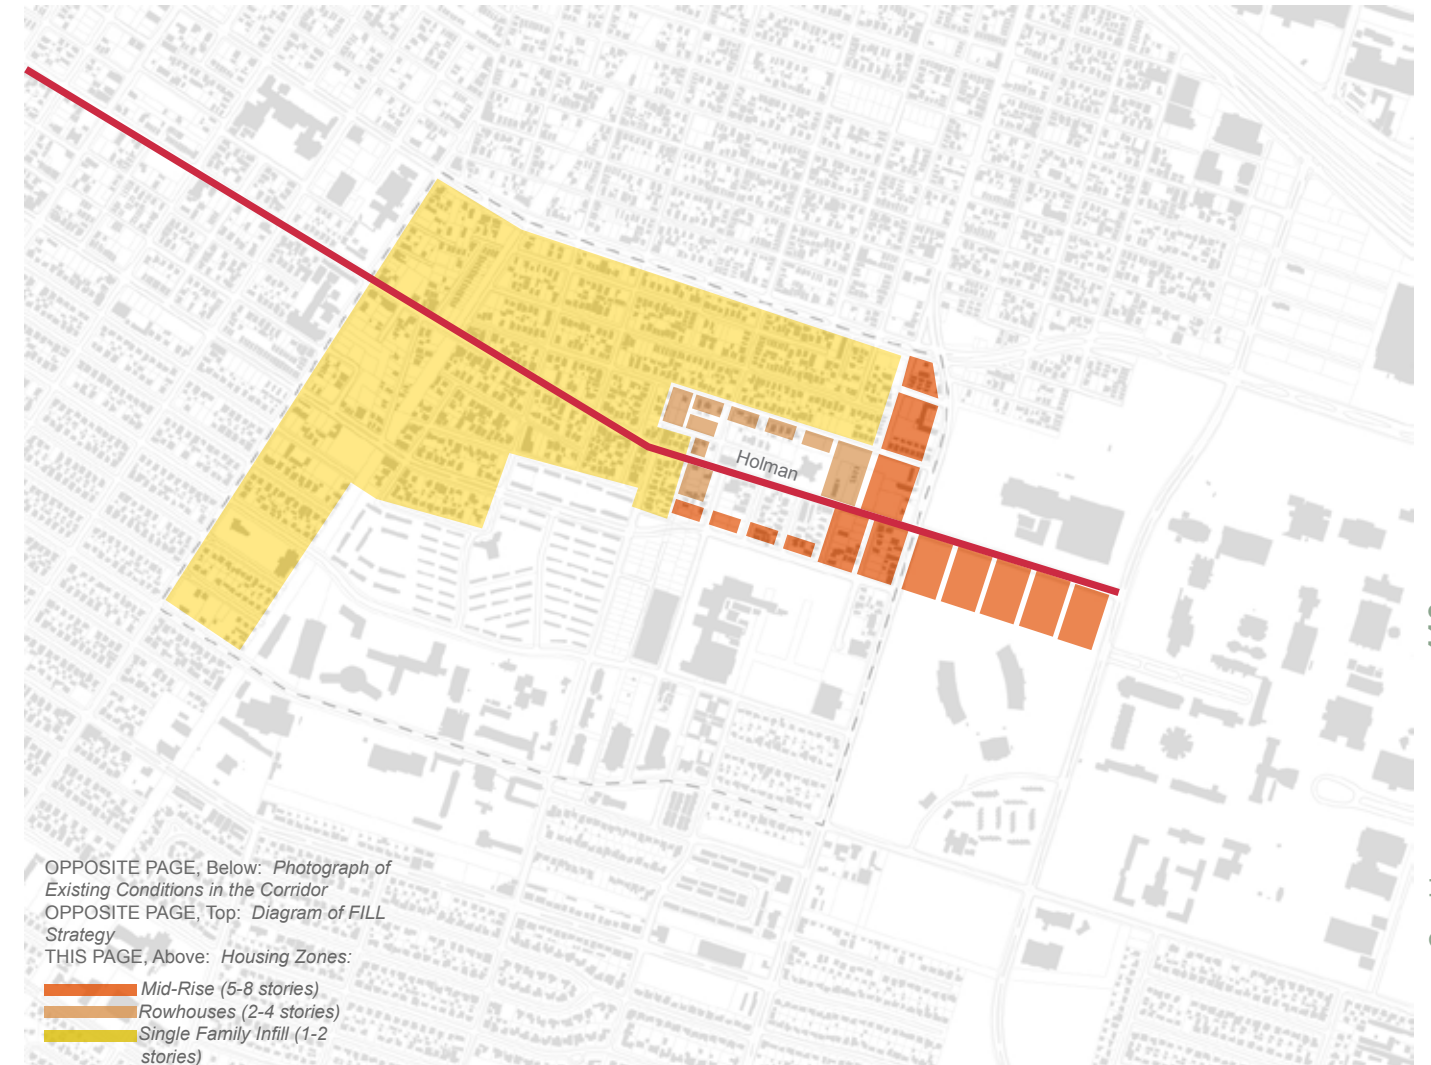 Holman
OPPOSITE PAGE, Below: Photograph of
Existing Conditions in the Corridor
OPPOSITE PAGE, Top: Diagram of FILL
Strategy
THIS PAGE, Above: Housing Zones:
Mid-Rise (5-8 stories)
Rowhouses (2-4 stories)
Single Family Infill (1-2
stories)